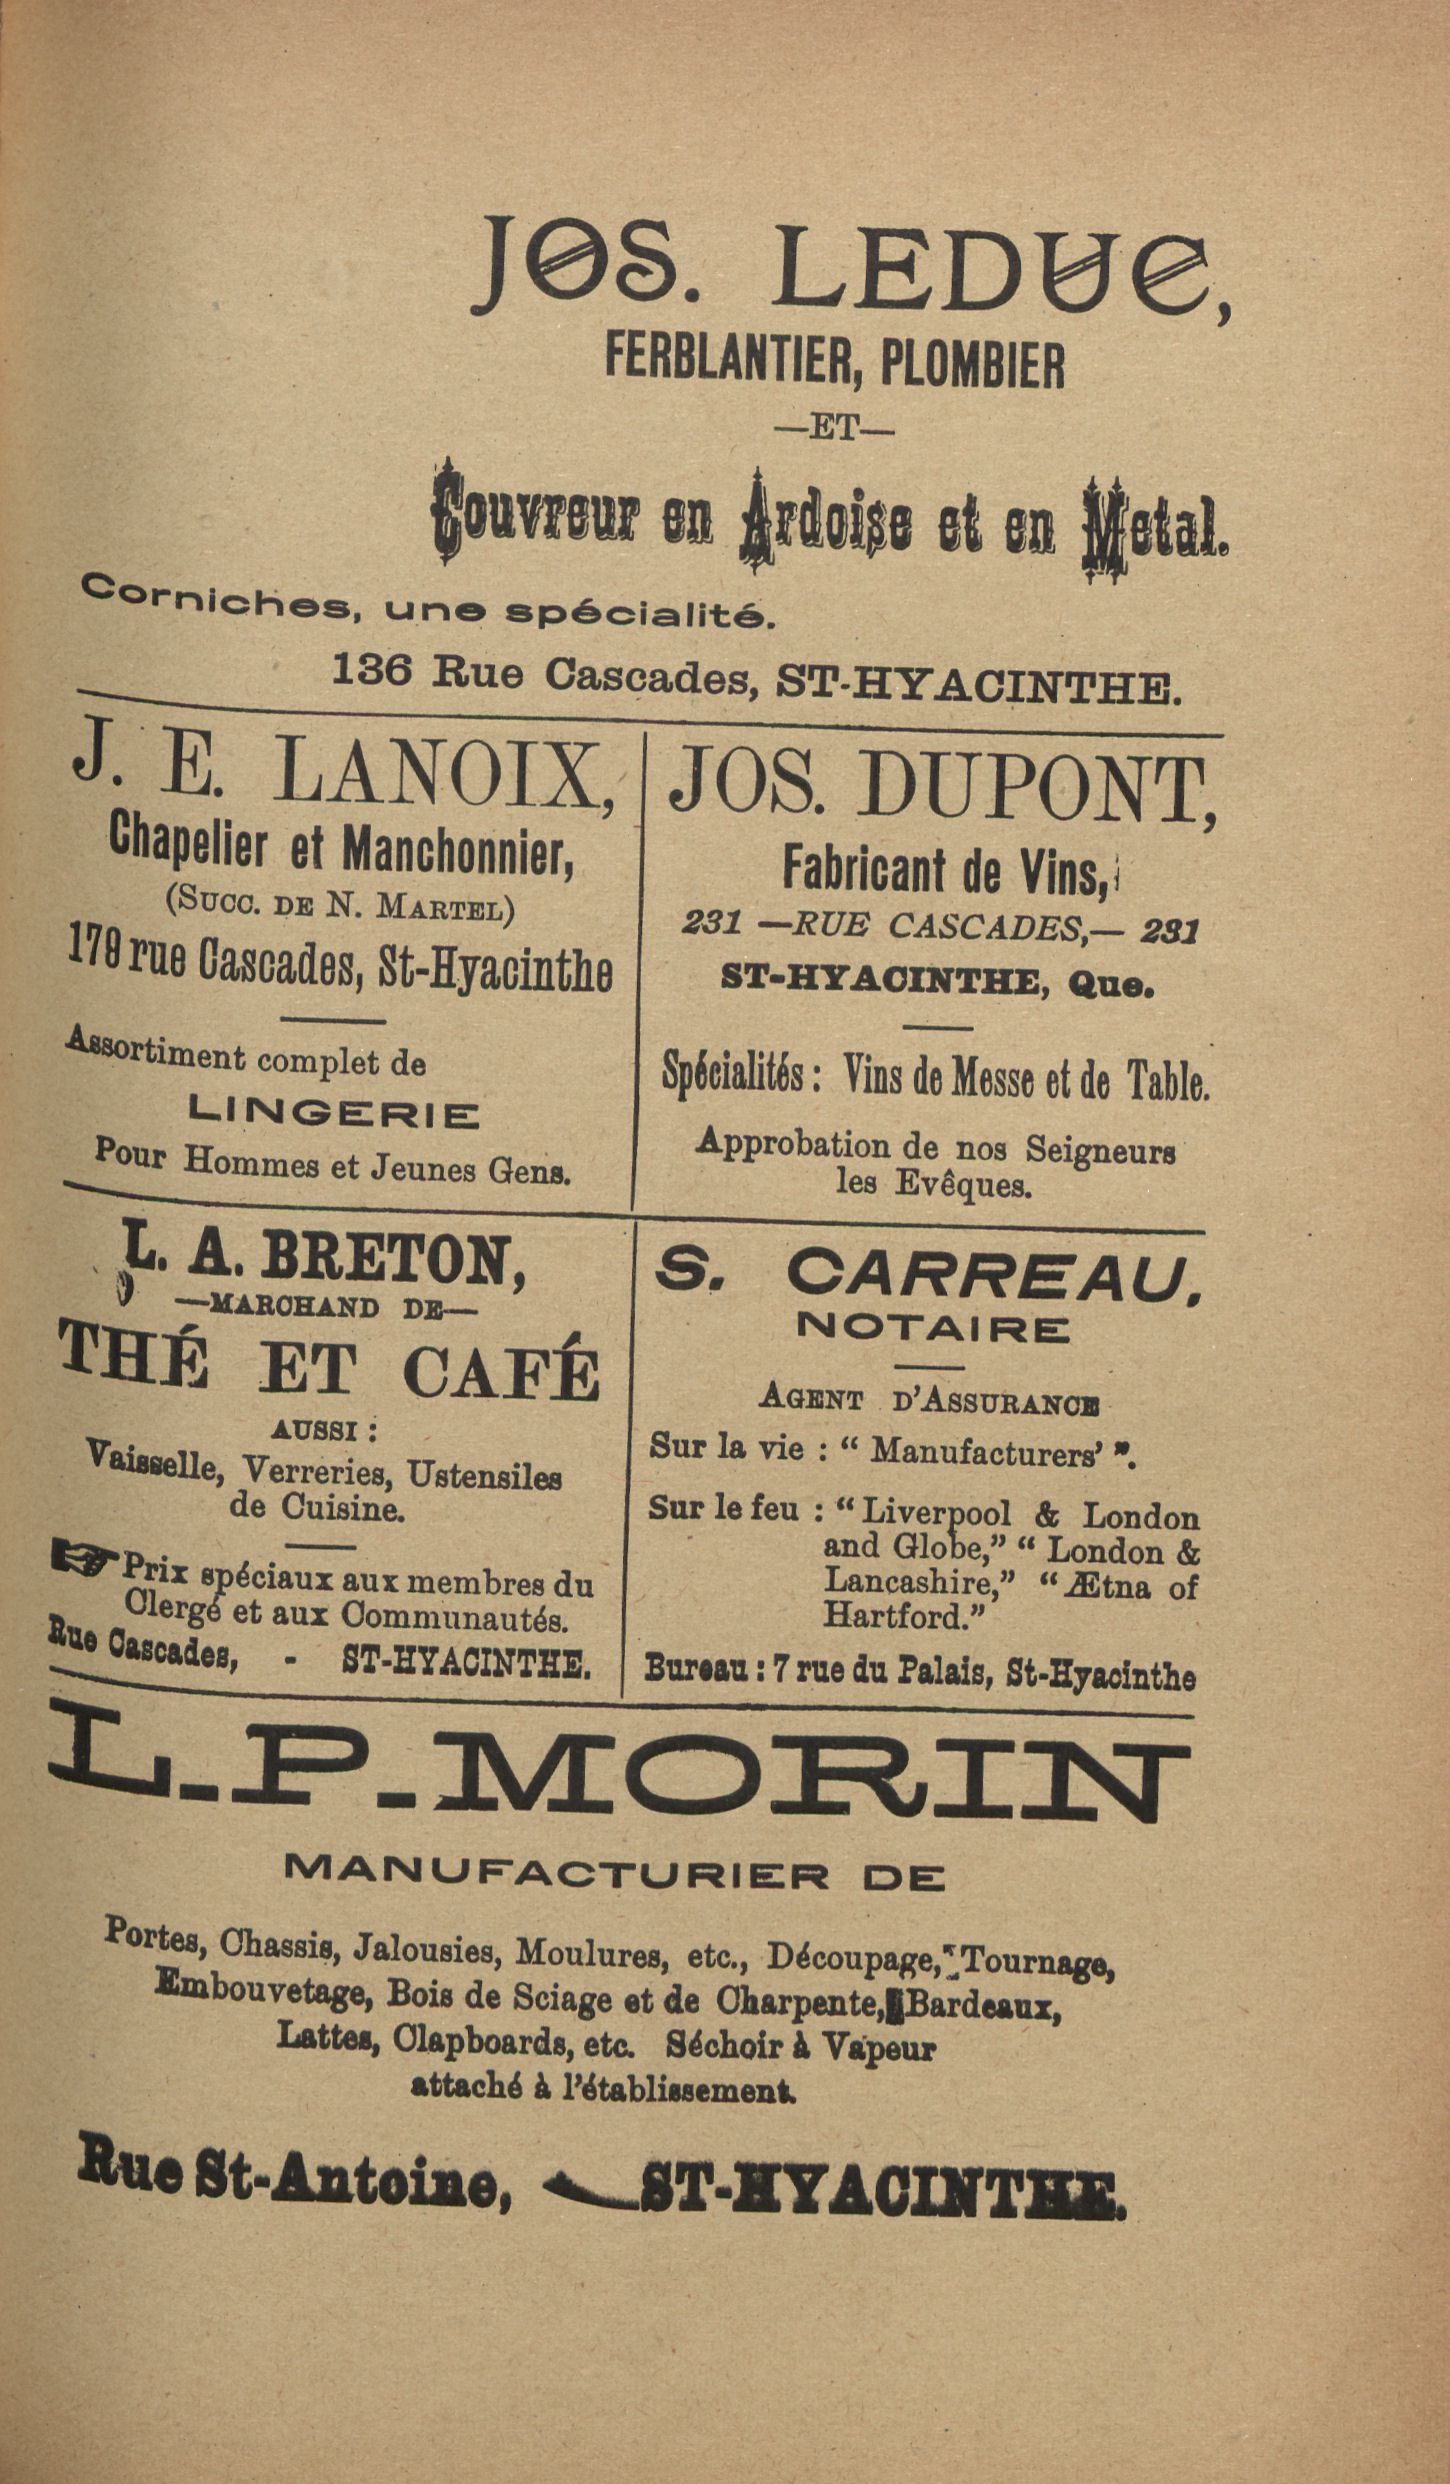 JOS. LEDUC,
FERBLANTIER, PLOMBIER
—ET—
Couvreur en Ardoise et en Metal.
Corniches, une spécialité.
136 Rue Cascades, ST-HYACINTHE.
J. E. LANOIX,
Chapelier et Manchonnier,
(SUCC. DE N. MARTEL)
179 rue Cascades, St-Hyacinthe
Assortiment complet de
LINGERIE
Pour Hommes et Jeunes Gens.
JOS. DUPONT,
Fabricant de Vins,
231 —RUE CASCADES,— 231
ST-HYACINTHE, Que.
Spécialités : Vins de Messe et de Table.
Approbation de nos Seigneurs
les Evêques.
L. A. BRETON,
—MARCHAND DE—
THÉ ET CAFÉ
AUSSI :
Vaisselle, Verreries, Ustensiles
de Cuisine.
☞ Prix spéciaux aux membres du
Clergé et aux Communautés.
Rue Cascades, - ST-HYACINTHE.
S. CARREAU,
NOTAIRE
AGENT D'ASSURANCE
Sur la vie : “ Manufacturers' ”.
Sur le feu : “ Liverpool & London
and Globe,” “ London &
Lancashire,” “ Ætna of
Hartford.”
Bureau : 7 rue du Palais, St-Hyacinthe
L. P. MORIN
MANUFACTURIER DE
Portes, Chassis, Jalousies, Moulures, etc., Découpage, Tournage,
Embouvetage, Bois de Sciage et de Charpente, Bardeaux,
Lattes, Clapboards, etc. Séchoir à Vapeur
attaché à l'établissement.
Rue St-Antoine, ST-HYACINTHE.